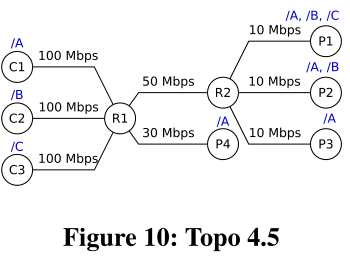 /A, /B, /C
10 Mbps
P1
/A
C1
100 Mbps
/A, /B
50 Mbps
R2
10 Mbps
P2
/B
C2
100 Mbps
R1
/A
10 Mbps
P3
/A
30 Mbps
P4
/C
C3
100 Mbps
Figure 10: Topo 4.5